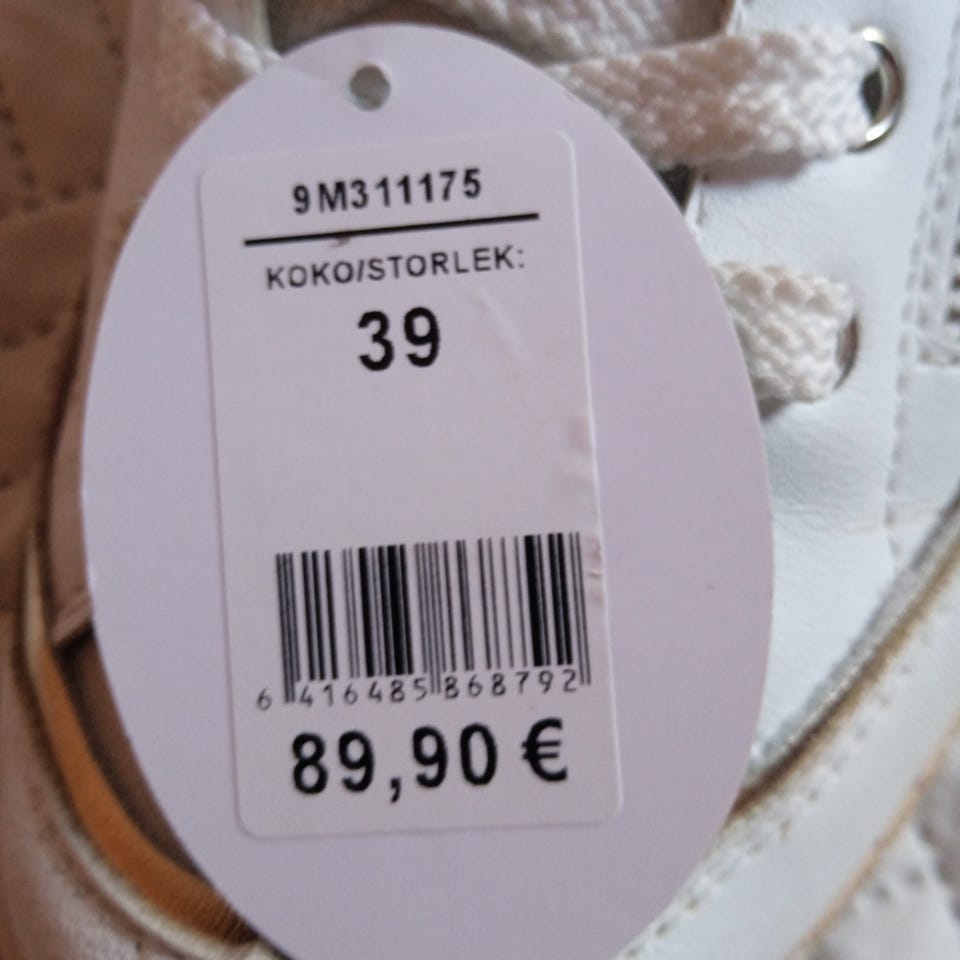 9M311175
KOKO/STORLEK:
39
6 416485 868792
89,90 €